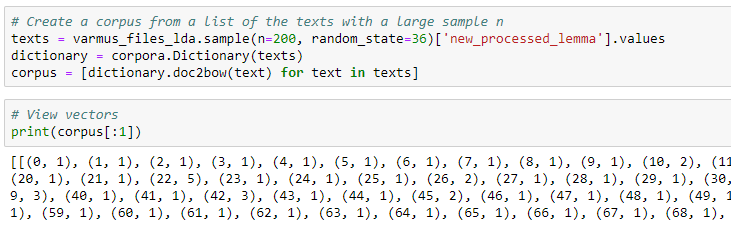 # Create a corpus from a list of the texts with a large sample n
texts = varmus_files_lda.sample(n=200, random_state=36)['new_processed_lemma'].values
dictionary = corpora.Dictionary(texts)
corpus = [dictionary.doc2bow(text) for text in texts]
# View vectors
print(corpus[:1])
[[(0, 1), (1, 1), (2, 1), (3, 1), (4, 1), (5, 1), (6, 1), (7, 1), (8, 1), (9, 1), (10, 2), (11
(20, 1), (21, 1), (22, 5), (23, 1), (24, 1), (25, 1), (26, 2), (27, 1), (28, 1), (29, 1), (30,
9, 3), (40, 1), (41, 1), (42, 3), (43, 1), (44, 1), (45, 2), (46, 1), (47, 1), (48, 1), (49, 1
1), (59, 1), (60, 1), (61, 1), (62, 1), (63, 1), (64, 1), (65, 1), (66, 1), (67, 1), (68, 1),